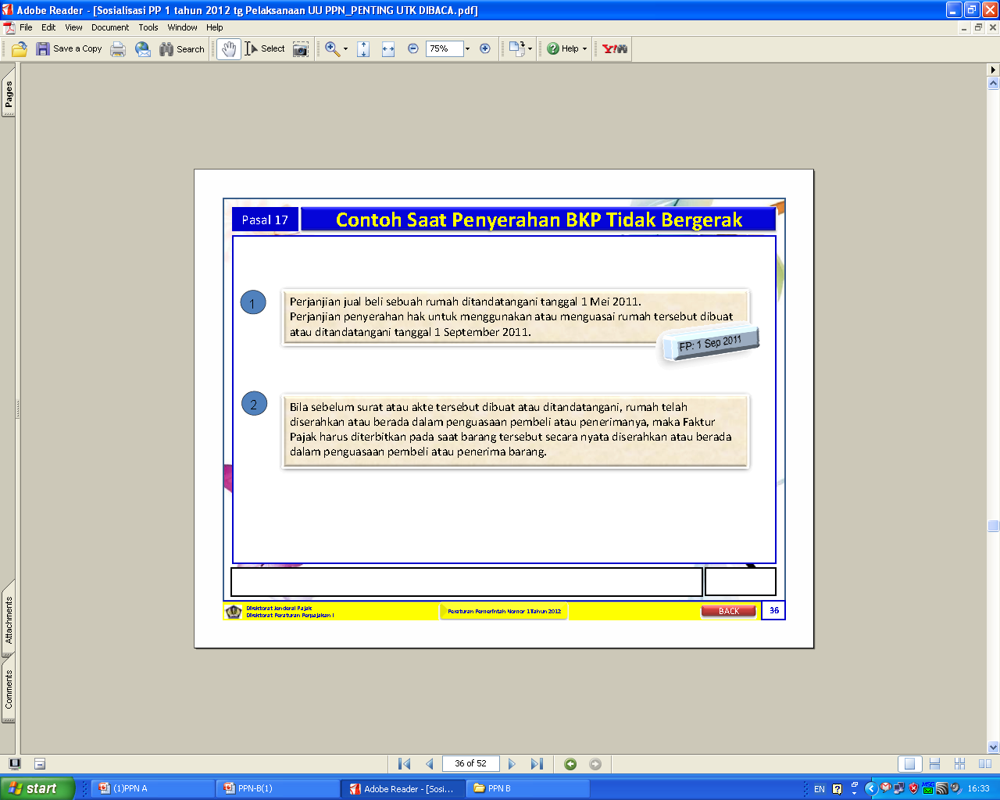 Adobe Reader - [Sosialisasi PP 1 tahun 2012 tg Pelaksanaan UU PPN_PENTING UTK DIBACA.pdf]
File Edit View Document Tools Window Help
Save a Copy Search Select 75% Help Y!
Pages
Pasal 17
Contoh Saat Penyerahan BKP Tidak Bergerak
1
Perjanjian jual beli sebuah rumah ditandatangani tanggal 1 Mei 2011.
Perjanjian penyerahan hak untuk menggunakan atau menguasai rumah tersebut dibuat
atau ditandatangani tanggal 1 September 2011.
FP: 1 Sep 2011
2
Bila sebelum surat atau akte tersebut dibuat atau ditandatangani, rumah telah
diserahkan atau berada dalam penguasaan pembeli atau penerimanya, maka Faktur
Pajak harus diterbitkan pada saat barang tersebut secara nyata diserahkan atau berada
dalam penguasaan pembeli atau penerima barang.
Direktorat Jenderal Pajak
Direktorat Peraturan Perpajakan I
Peraturan Pemerintah Nomor 1 Tahun 2012
BACK
36
Attachments
Comments
36 of 52
start (1)PPN A PPN-B(1) Adobe Reader - [Sosi... PPN B EN MSG 16:33